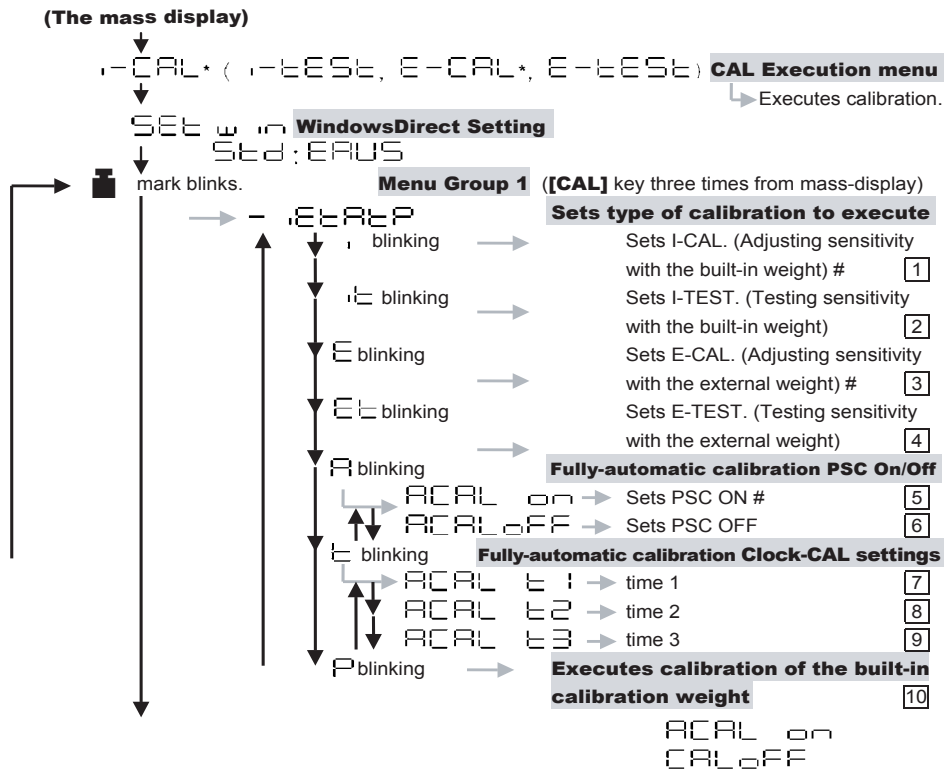 (The mass display)
i-CAL* ( i-tESt, E-CAL*, E-tESt) CAL Execution menu
Executes calibration.
SEt w in WindowsDirect Setting
Std:EAUS
mark blinks. Menu Group 1 ([CAL] key three times from mass-display)
- iEtAtP Sets type of calibration to execute
i blinking Sets I-CAL. (Adjusting sensitivity
with the built-in weight) # 1
it blinking Sets I-TEST. (Testing sensitivity
with the built-in weight) 2
E blinking Sets E-CAL. (Adjusting sensitivity
with the external weight) # 3
Et blinking Sets E-TEST. (Testing sensitivity
with the external weight) 4
A blinking Fully-automatic calibration PSC On/Off
ACAL on Sets PSC ON # 5
ACALoFF Sets PSC OFF 6
t blinking Fully-automatic calibration Clock-CAL settings
ACAL t1 time 1 7
ACAL t2 time 2 8
ACAL t3 time 3 9
P blinking Executes calibration of the built-in
calibration weight 10
ACAL on
CALoFF